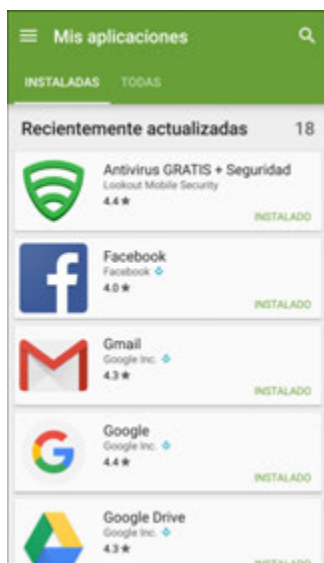 Mis aplicaciones
INSTALADAS TODAS
Recientemente actualizadas 18
Antivirus GRATIS + Seguridad
Lookout Mobile Security
4.4 ★
INSTALADO
Facebook
Facebook
4.0 ★
INSTALADO
Gmail
Google Inc.
4.3 ★
INSTALADO
Google
Google Inc.
4.4 ★
INSTALADO
Google Drive
Google Inc.
4.3 ★
INSTALADO